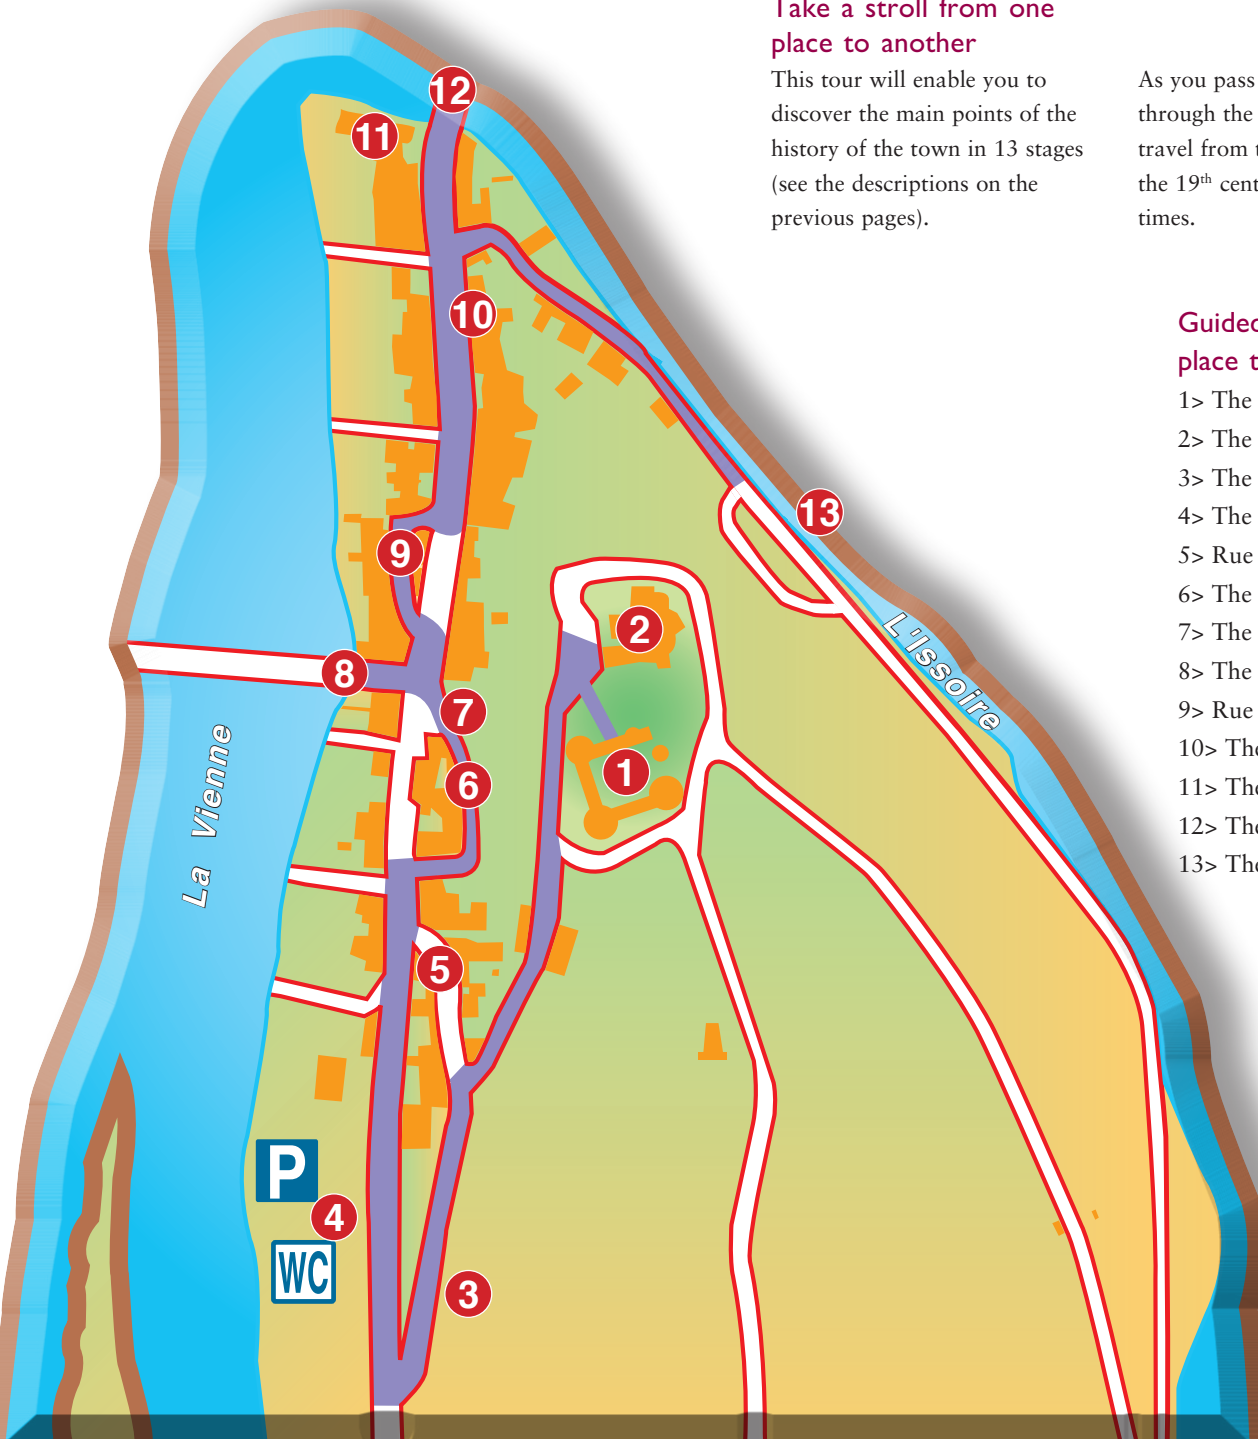 Take a stroll from one
place to another
This tour will enable you to
discover the main points of the
history of the town in 13 stages
(see the descriptions on the
previous pages).
As you pass
through the
travel from
the 19th
times.
Guided
place
1> The
2> The
3> The
4> The
5> Rue
6> The
7> The
8> The
9> Rue
10> The
11> The
12> The
13> The
12
11
10
13
9
2
8
7
1
6
5
4
3
L'Issoire
La Vienne
P
WC